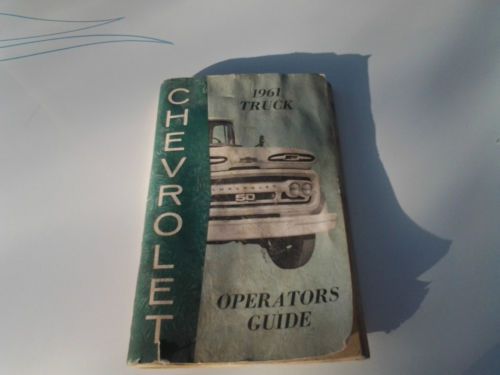 CHEVROLET
1961
TRUCK
CHEVROLET
50
OPERATORS
GUIDE